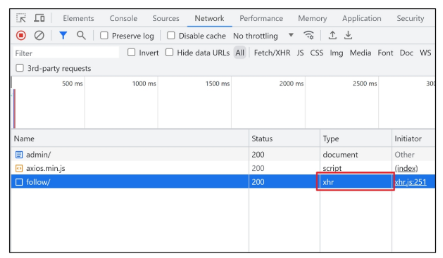 Elements Console Sources Network Performance Memory Application Security
Preserve log Disable cache No throttling
Filter Invert Hide data URLs All Fetch/XHR JS CSS Img Media Font Doc WS
3rd-party requests
500 ms 1000 ms 1500 ms 2000 ms 2500 ms 300
Name Status Type Initiator
admin/ 200 document Other
axios.min.js 200 script (index)
follow/ 200 xhr xhr.js:251